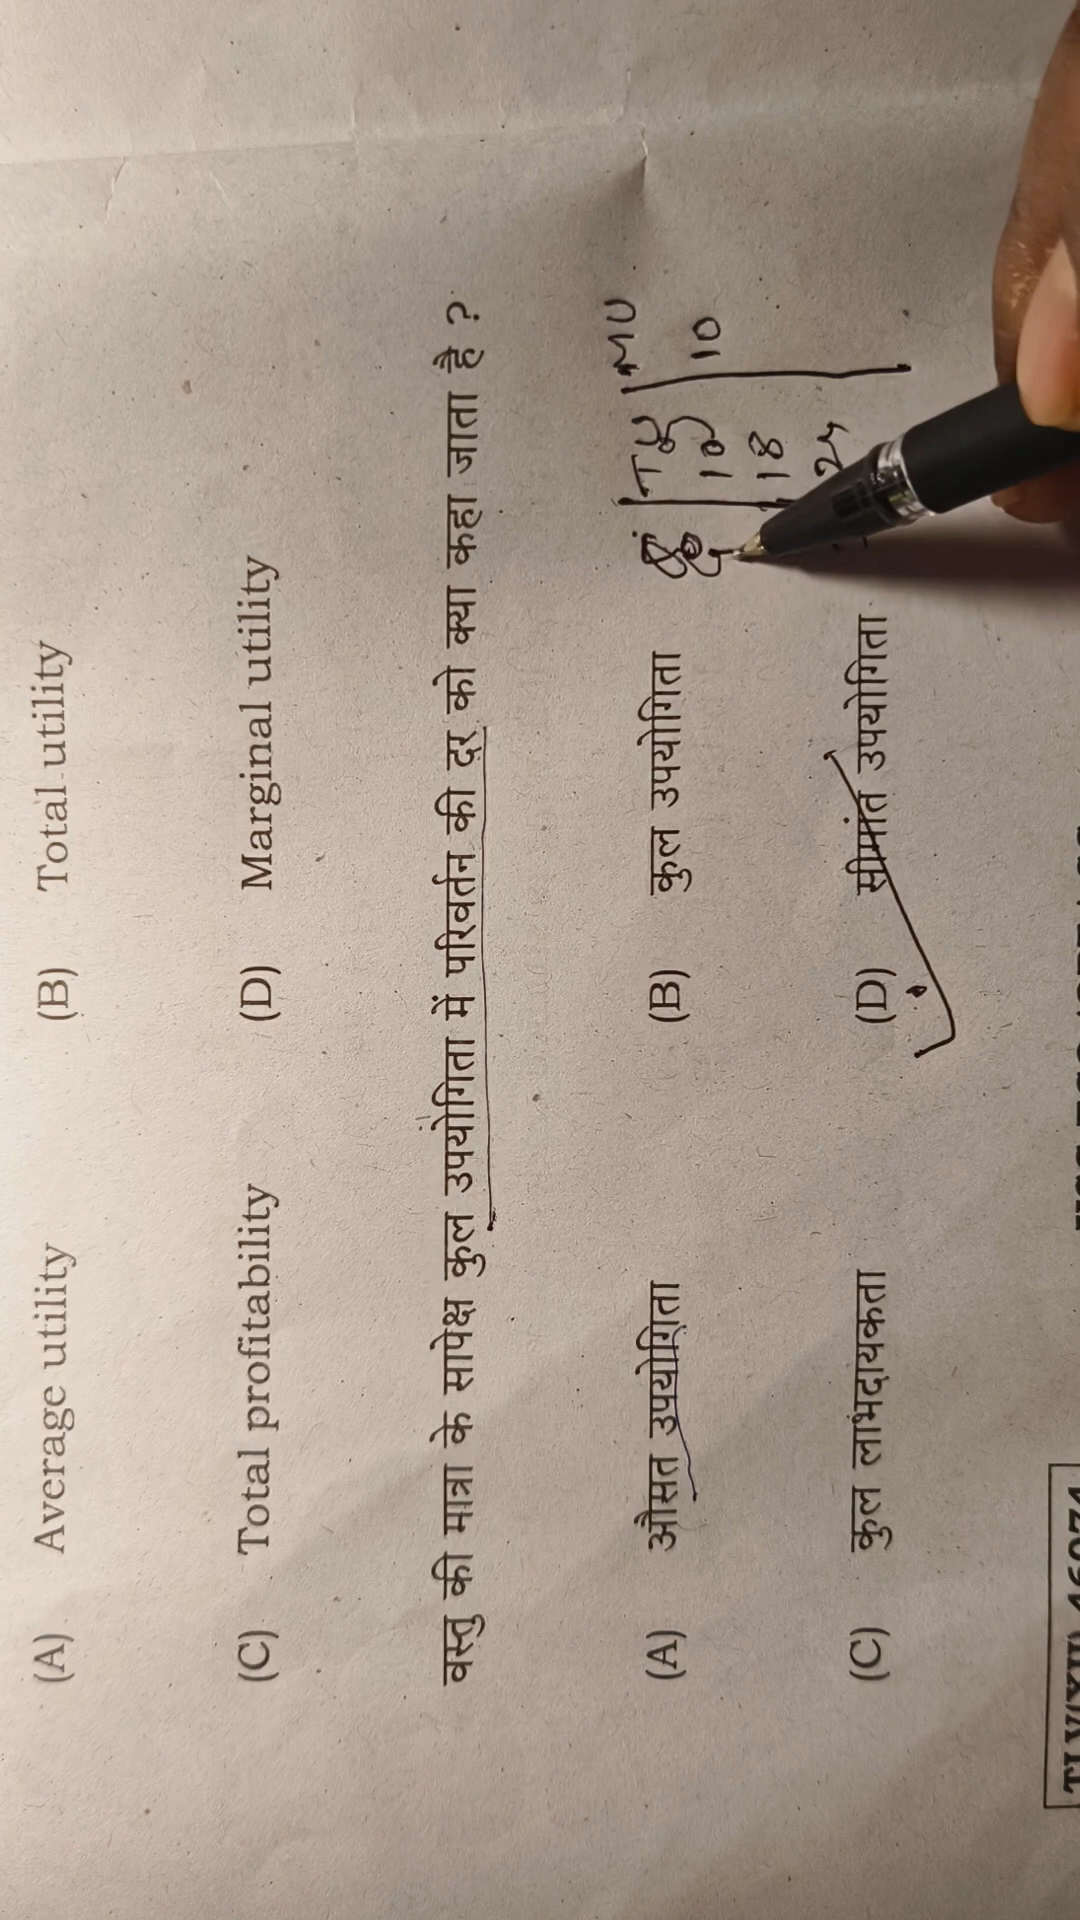 (A) Average utility (B) Total utility
(C) Total profitability (D) Marginal utility
वस्तु की मात्रा के सापेक्ष कुल उपयोगिता में परिवर्तन की दर को क्या कहा जाता है ?
(A) औसत उपयोगिता (B) कुल उपयोगिता
(C) कुल लाभदायकता (D) सीमांत उपयोगिता
TU MU
10 10
18
24